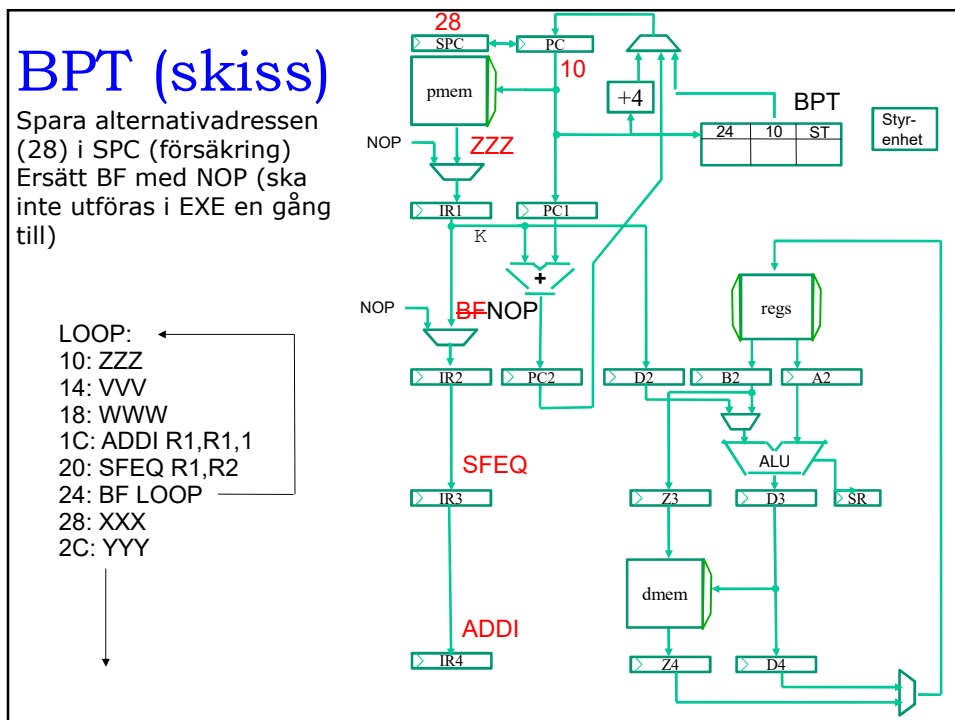 BPT (skiss)
Spara alternativadressen
(28) i SPC (försäkring)
Ersätt BF med NOP (ska
inte utföras i EXE en gång
till)
LOOP:
10: ZZZ
14: VVV
18: WWW
1C: ADDI R1,R1,1
20: SFEQ R1,R2
24: BF LOOP
28: XXX
2C: YYY
28
SPC
PC
10
pmem
+4
BPT
24 10 ST
Styr-
enhet
NOP
ZZZ
IR1
PC1
K
+
NOP
BFNOP
regs
IR2
PC2
D2
B2
A2
ALU
SFEQ
IR3
Z3
D3
SR
dmem
ADDI
IR4
Z4
D4